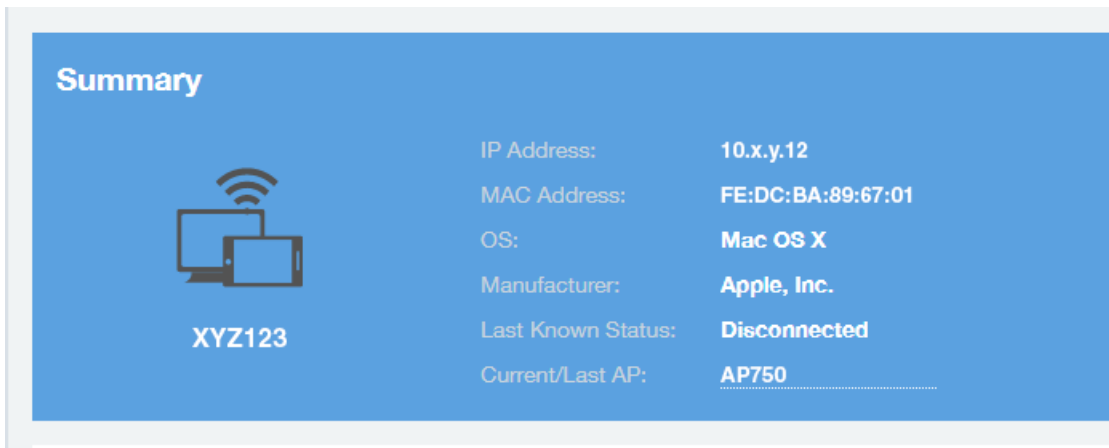 Summary
IP Address: 10.x.y.12
MAC Address: FE:DC:BA:89:67:01
OS: Mac OS X
Manufacturer: Apple, Inc.
Last Known Status: Disconnected
Current/Last AP: AP750
XYZ123